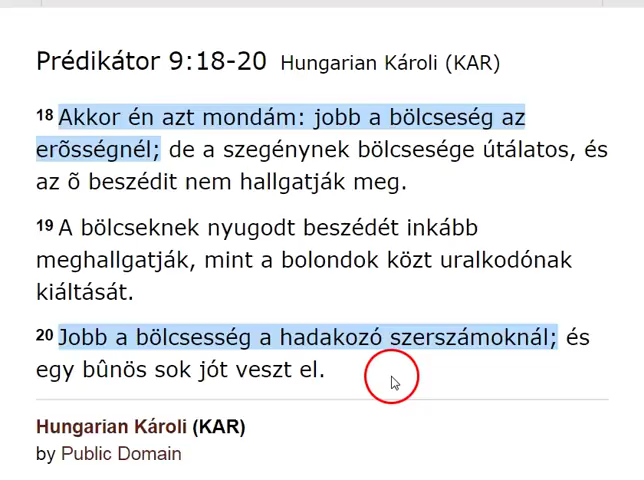 Prédikátor 9:18-20 Hungarian Károli (KAR)
18 Akkor én azt mondám: jobb a bölcseség az
erõsségnél; de a szegénynek bölcsesége útálatos, és
az õ beszédit nem hallgatják meg.
19 A bölcseknek nyugodt beszédét inkább
meghallgatják, mint a bolondok közt uralkodónak
kiáltását.
20 Jobb a bölcsesség a hadakozó szerszámoknál; és
egy bûnös sok jót veszt el.
Hungarian Károli (KAR)
by Public Domain